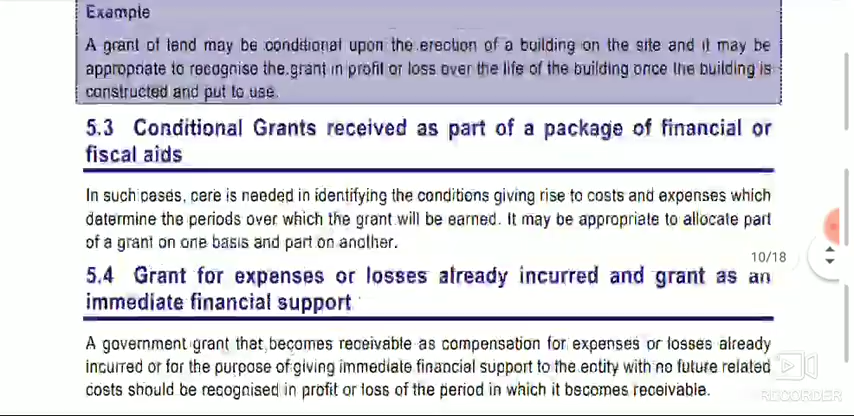 Example
A grant of land may be conditional upon the erection of a building on the site and it may be
appropriate to recognise the grant in profit or loss over the life of the building once the building is
constructed and put to use.
5.3 Conditional Grants received as part of a package of financial or
fiscal aids
In such cases, care is needed in identifying the conditions giving rise to costs and expenses which
determine the periods over which the grant will be earned. It may be appropriate to allocate part
of a grant on one basis and part on another.
10/18
5.4 Grant for expenses or losses already incurred and grant as an
immediate financial support
A government grant that becomes receivable as compensation for expenses or losses already
incurred or for the purpose of giving immediate financial support to the entity with no future related
costs should be recognised in profit or loss of the period in which it becomes receivable.
RECORDER